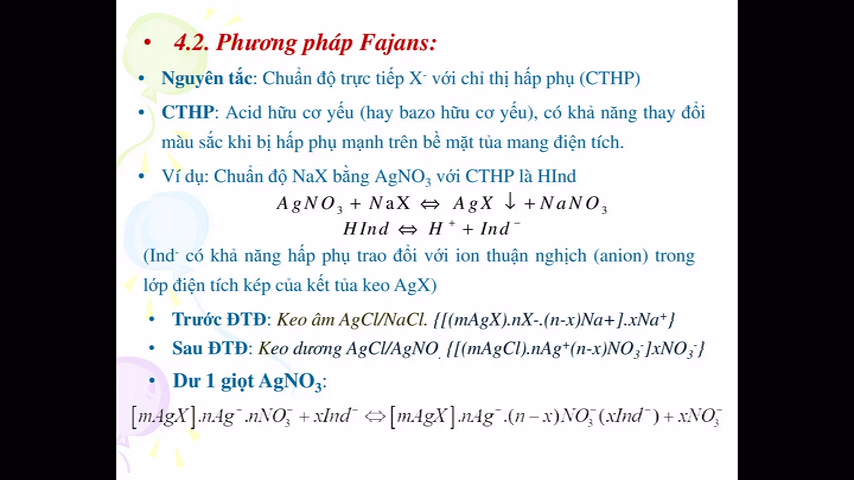 • 4.2. Phương pháp Fajans:
• Nguyên tắc: Chuẩn độ trực tiếp X⁻ với chỉ thị hấp phụ (CTHP)
• CTHP: Acid hữu cơ yếu (hay bazo hữu cơ yếu), có khả năng thay đổi
màu sắc khi bị hấp phụ mạnh trên bề mặt tủa mang điện tích.
• Ví dụ: Chuẩn độ NaX bằng AgNO₃ với CTHP là HInd
AgNO₃ + NaX ⇔ AgX ↓ + NaNO₃
HInd ⇔ H⁺ + Ind⁻
(Ind⁻ có khả năng hấp phụ trao đổi với ion thuận nghịch (anion) trong
lớp điện tích kép của kết tủa keo AgX)
• Trước ĐTĐ: Keo âm AgCl/NaCl. {[(mAgX).nX-.(n-x)Na+].xNa⁺}
• Sau ĐTĐ: Keo dương AgCl/AgNO. {[(mAgCl).nAg⁺(n-x)NO₃⁻]xNO₃⁻}
• Dư 1 giọt AgNO₃:
[mAgX].nAg⁻.nNO₃⁻ + xInd⁻ ⇔ [mAgX].nAg⁻.(n – x)NO₃⁻(xInd⁻) + xNO₃⁻